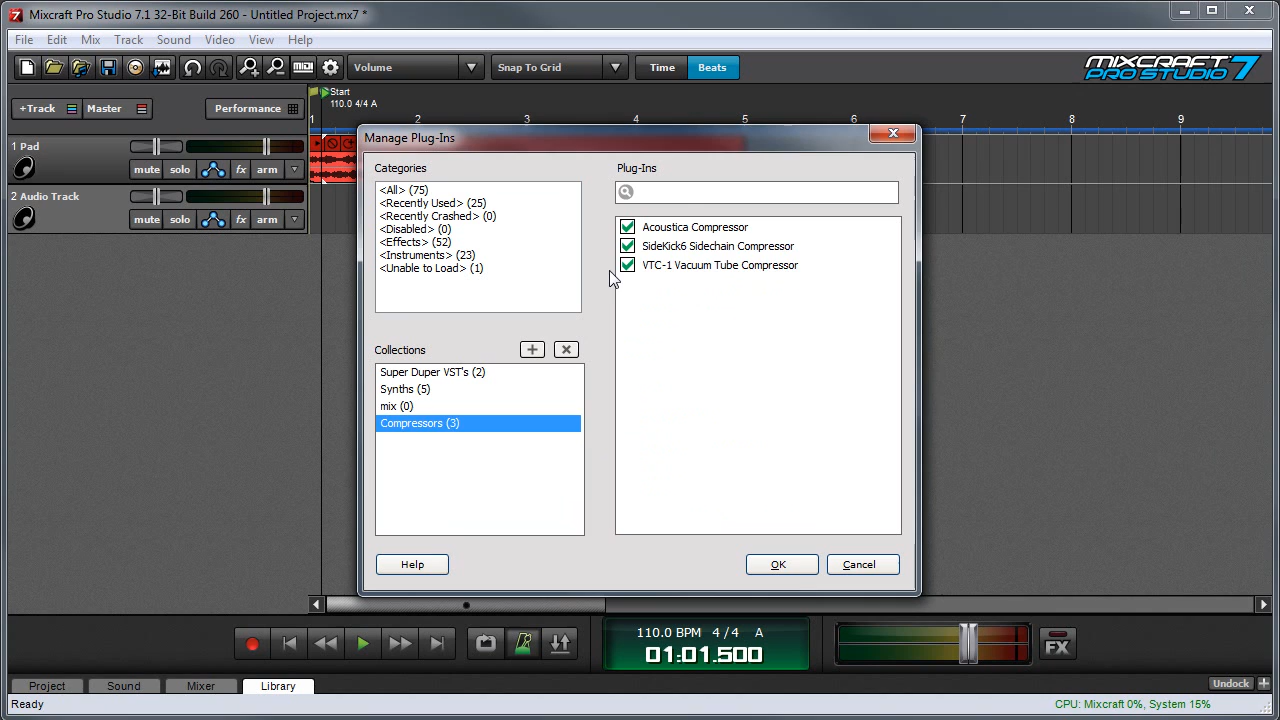 Mixcraft Pro Studio 7.1 32-Bit Build 260 - Untitled Project.mx7 *
File Edit Mix Track Sound Video View Help
Volume Snap To Grid Time Beats MIXCRAFT PRO STUDIO 7
+Track Master Performance
Start
110.0 4/4 A
1 2 3 4 5 6 7 8 9
Manage Plug-Ins
1 Pad
mute solo fx arm
2 Audio Track
mute solo fx arm
Categories
<All> (75)
<Recently Used> (25)
<Recently Crashed> (0)
<Disabled> (0)
<Effects> (52)
<Instruments> (23)
<Unable to Load> (1)
Collections
Super Duper VST's (2)
Synths (5)
mix (0)
Compressors (3)
Plug-Ins
Acoustica Compressor
SideKick6 Sidechain Compressor
VTC-1 Vacuum Tube Compressor
Help OK Cancel
110.0 BPM 4/4 A
01:01.500
FX
Project Sound Mixer Library Undock
Ready CPU: Mixcraft 0%, System 15%